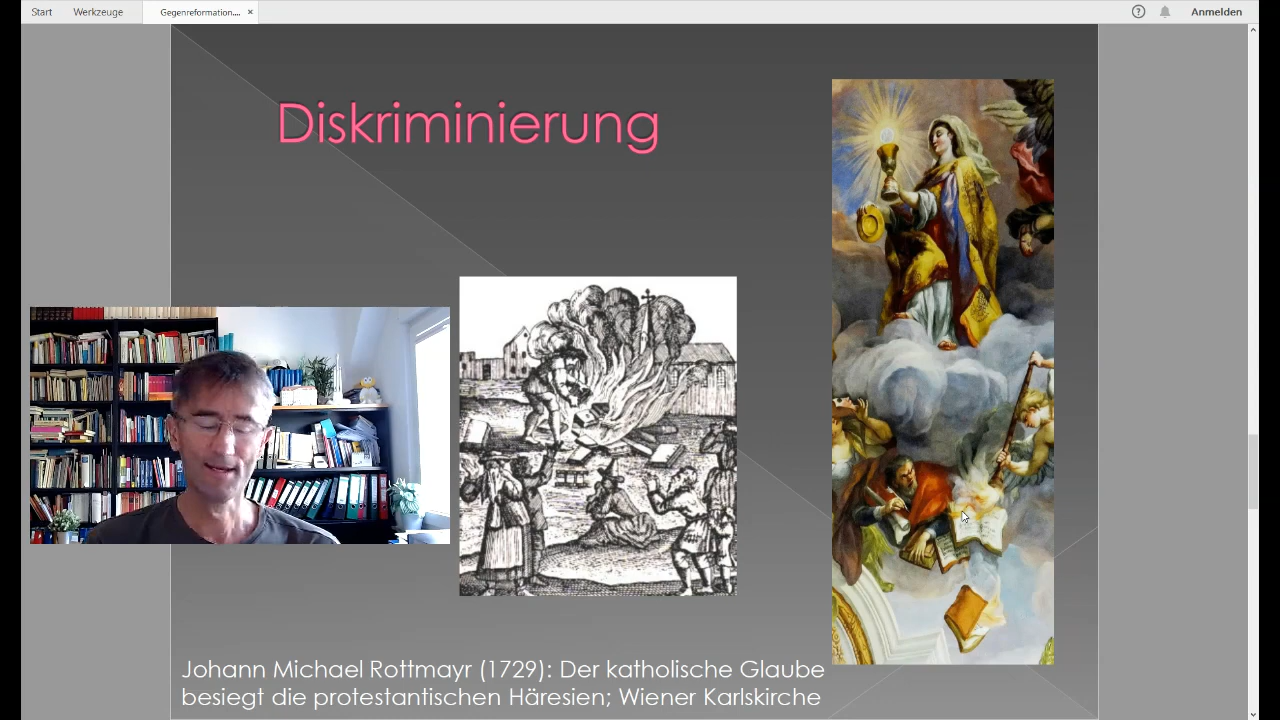 Start Werkzeuge Gegenreformation.... × Anmelden
Diskriminierung
Johann Michael Rottmayr (1729): Der katholische Glaube
besiegt die protestantischen Häresien; Wiener Karlskirche